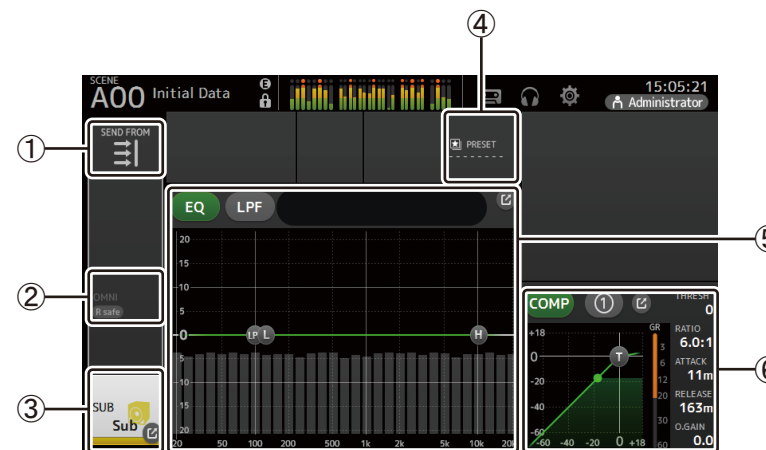 ④
SCENE
A00 Initial Data
E
15:05:21
Administrator
①
SEND FROM
PRESET
②
OMNI
R safe
③
SUB
Sub
EQ LPF
20
15
10
5
0
5
10
15
20
LP L H
20 50 100 200 500 1k 2k 5k 10k 20k
⑤
COMP ①
THRESH
0
RATIO
6.0:1
ATTACK
11m
RELEASE
163m
O.GAIN
0.0
+18
0
-20
-40
-60
T
-60 -40 -20 0 +18
GR
3
6
12
20
30
60
⑥